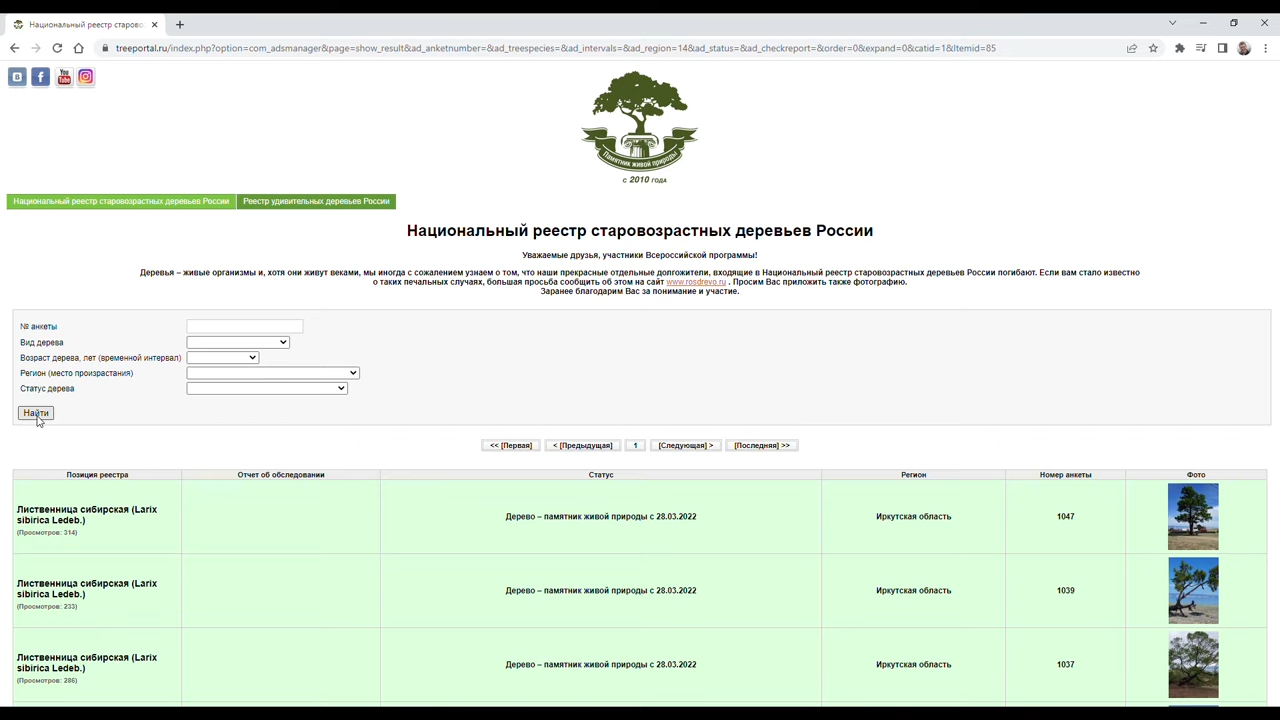 Национальный реестр старово
treeportal.ru/index.php?option=com_adsmanager&page=show_result&ad_anketnumber=&ad_treespecies=&ad_intervals=&ad_region=14&ad_status=&ad_checkreport=&order=0&expand=0&catid=1&Itemid=85
You
Tube
Памятник живой природы
с 2010 года
Национальный реестр старовозрастных деревьев России Реестр удивительных деревьев России
Национальный реестр старовозрастных деревьев России
Уважаемые друзья, участники Всероссийской программы!
Деревья – живые организмы и, хотя они живут веками, мы иногда с сожалением узнаем о том, что наши прекрасные отдельные долгожители, входящие в Национальный реестр старовозрастных деревьев России погибают. Если вам стало известно
о таких печальных случаях, большая просьба сообщить об этом на сайт www.rosdrevo.ru . Просим Вас приложить также фотографию.
Заранее благодарим Вас за понимание и участие.
№ анкеты
Вид дерева
Возраст дерева, лет (временной интервал)
Регион (место произрастания)
Статус дерева
Найти
<< [Первая] < [Предыдущая] 1 [Следующая] > [Последняя] >>
Позиция реестра Отчет об обследовании Статус Регион Номер анкеты Фото
Лиственница сибирская (Larix
sibirica Ledeb.)
(Просмотров: 314)
Дерево – памятник живой природы с 28.03.2022 Иркутская область 1047
Лиственница сибирская (Larix
sibirica Ledeb.)
(Просмотров: 233)
Дерево – памятник живой природы с 28.03.2022 Иркутская область 1039
Лиственница сибирская (Larix
sibirica Ledeb.)
(Просмотров: 286)
Дерево – памятник живой природы с 28.03.2022 Иркутская область 1037